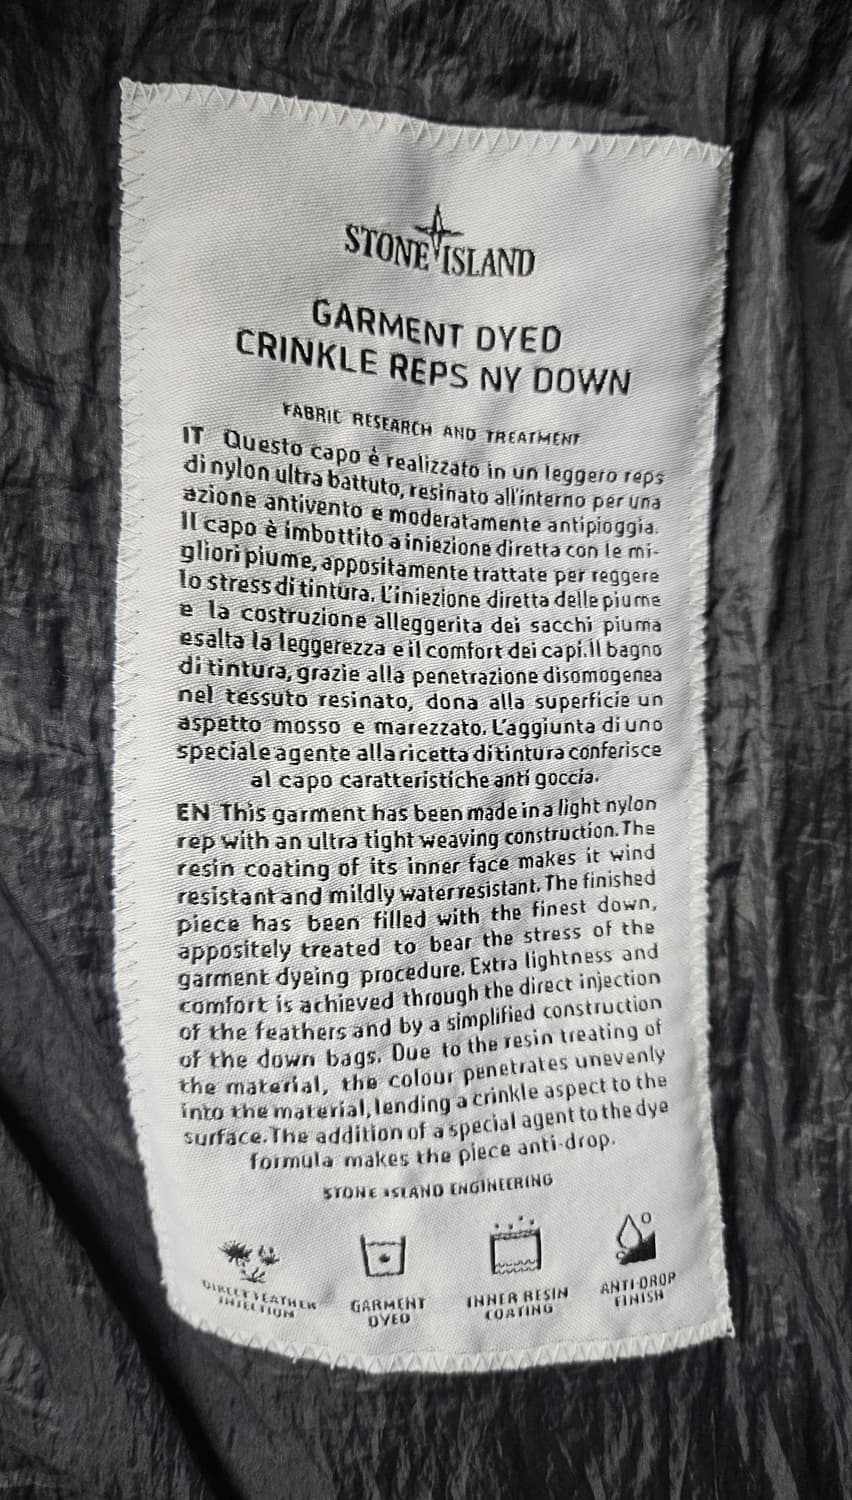 STONE ISLAND
GARMENT DYED
CRINKLE REPS NY DOWN
FABRIC RESEARCH AND TREATMENT
IT Questo capo è realizzato in un leggero reps
di nylon ultra battuto, resinato all'interno per una
azione antivento e moderatamente antipioggia.
Il capo è imbottito a iniezione diretta con le mi-
gliori piume, appositamente trattate per reggere
lo stress di tintura. L'iniezione diretta delle piume
e la costruzione alleggerita dei sacchi piuma
esalta la leggerezza e il comfort dei capi. Il bagno
di tintura, grazie alla penetrazione disomogenea
nel tessuto resinato, dona alla superficie un
aspetto mosso e marezzato. L'aggiunta di uno
speciale agente alla ricetta di tintura conferisce
al capo caratteristiche anti goccia.
EN This garment has been made in a light nylon
rep with an ultra tight weaving construction. The
resin coating of its inner face makes it wind
resistant and mildly water resistant. The finished
piece has been filled with the finest down,
appositely treated to bear the stress of the
garment dyeing procedure. Extra lightness and
comfort is achieved through the direct injection
of the feathers and by a simplified construction
of the down bags. Due to the resin treating of
the material, the colour penetrates unevenly
into the material, lending a crinkle aspect to the
surface. The addition of a special agent to the dye
formula makes the piece anti-drop.
STONE ISLAND ENGINEERING
DIRECT FEATHER
INJECTION
GARMENT
DYED
INNER RESIN
COATING
ANTI-DROP
FINISH